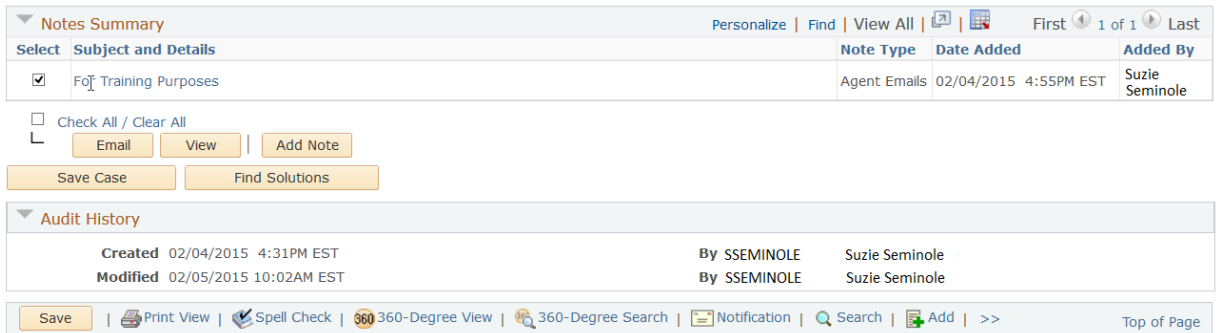 Notes Summary Personalize | Find | View All | | First 1 of 1 Last
Select Subject and Details Note Type Date Added Added By
For Training Purposes Agent Emails 02/04/2015 4:55PM EST Suzie
Seminole
Check All / Clear All
Email View | Add Note
Save Case Find Solutions
Audit History
Created 02/04/2015 4:31PM EST By SSEMINOLE Suzie Seminole
Modified 02/05/2015 10:02AM EST By SSEMINOLE Suzie Seminole
Save | Print View | Spell Check | 360 360-Degree View | 360-Degree Search | Notification | Search | Add | >> Top of Page